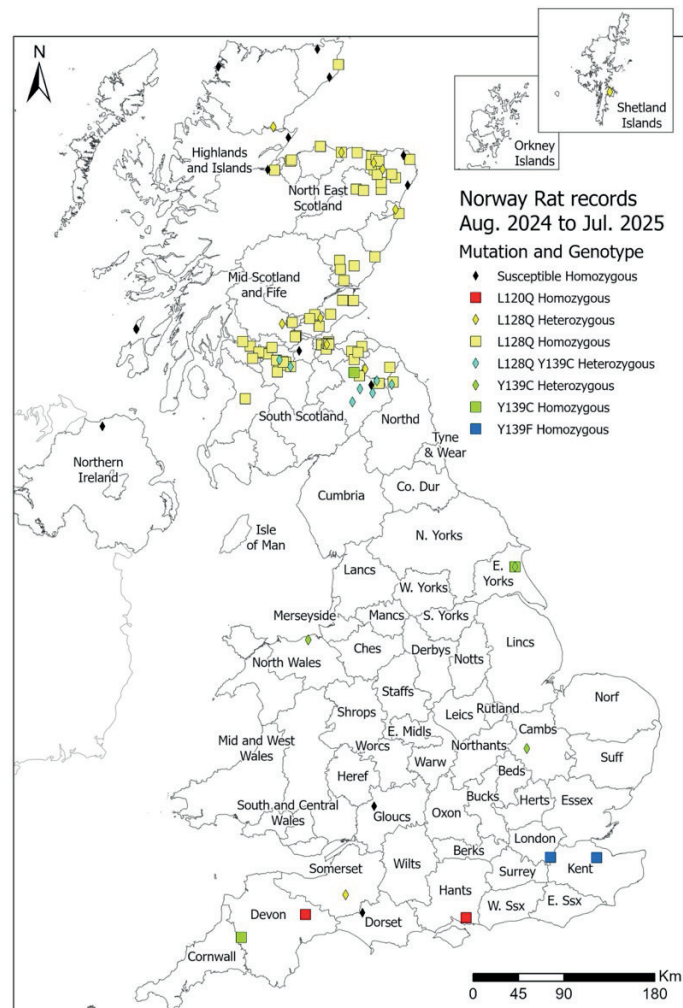 N
Shetland
Islands
Orkney
Islands
Highlands
and Islands
North East
Scotland
Norway Rat records
Aug. 2024 to Jul. 2025
Mutation and Genotype
Susceptible Homozygous
L120Q Homozygous
L128Q Heterozygous
L128Q Homozygous
L128Q Y139C Heterozygous
Y139C Heterozygous
Y139C Homozygous
Y139F Homozygous
Mid Scotland
and Fife
South Scotland
Northd
Northern
Ireland
Tyne
& Wear
Cumbria
Co. Dur
Isle
of Man
N. Yorks
Lancs
E.
Yorks
W. Yorks
Merseyside
Mancs
S. Yorks
Lincs
North Wales
Ches
Derbys
Notts
Staffs
Norf
Shrops
Leics
Rutland
Cambs
Mid and West
Wales
E. Midls
Worcs
Northants
Suff
Warw
Heref
Beds
South and Central
Wales
Gloucs
Oxon
Bucks
Herts
Essex
London
Berks
Somerset
Wilts
Surrey
Kent
Hants
Devon
Dorset
W. Ssx
E. Ssx
Cornwall
Km
0 45 90 180